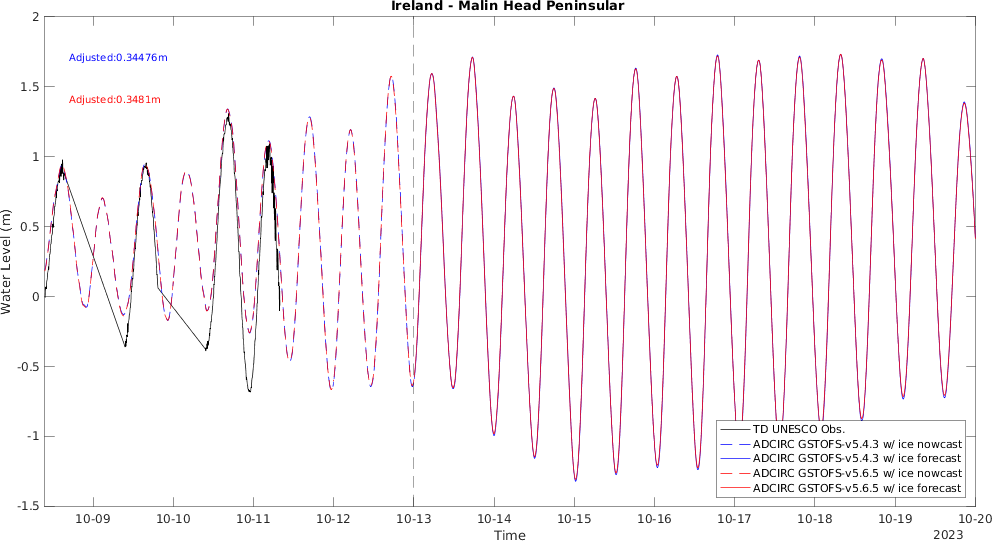 Ireland - Malin Head Peninsular
2
1.5
1
0.5
0
-0.5
-1
-1.5
Water Level (m)
Adjusted:0.34476m
Adjusted:0.3481m
TD UNESCO Obs.
ADCIRC GSTOFS-v5.4.3 w/ ice nowcast
ADCIRC GSTOFS-v5.4.3 w/ ice forecast
ADCIRC GSTOFS-v5.6.5 w/ ice nowcast
ADCIRC GSTOFS-v5.6.5 w/ ice forecast
10-09 10-10 10-11 10-12 10-13 10-14 10-15 10-16 10-17 10-18 10-19 10-20
Time
2023